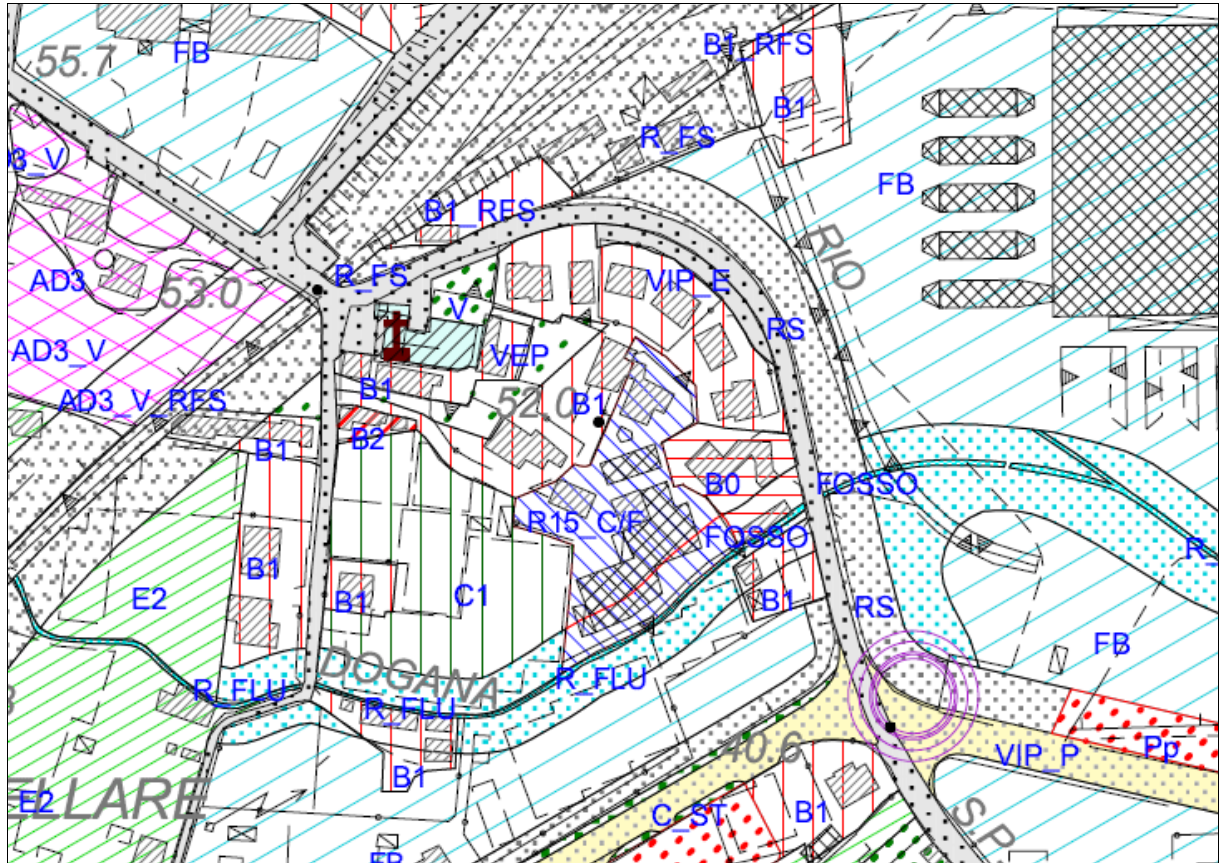 B1_RFS
55.7
FB
B1
R_FS
FB
B1_RFS
RIO
R_FS
VIP_E
AD3
53.0
V
RS
AD3_V
VEP
B1
AD3_V_RFS
52.0
B1
B2
B1
B0
FOSSO
R15_C/F
FOSSO
B1
E2
B1
C1
B1
RS
FB
DOGANA
R_FLU
R_FLU
R_FLU
40.6
VIP_P
Pp
B1
ELLARE
E2
C_ST
B1
S.P.